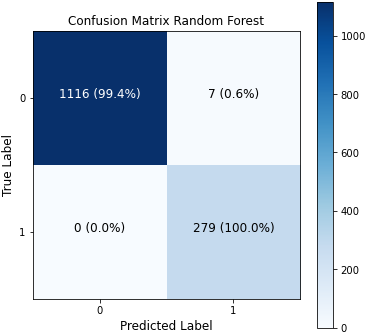 Confusion Matrix Random Forest
1116 (99.4%) 7 (0.6%)
0 (0.0%) 279 (100.0%)
0
1
True Label
0 1
Predicted Label
1000
800
600
400
200
0